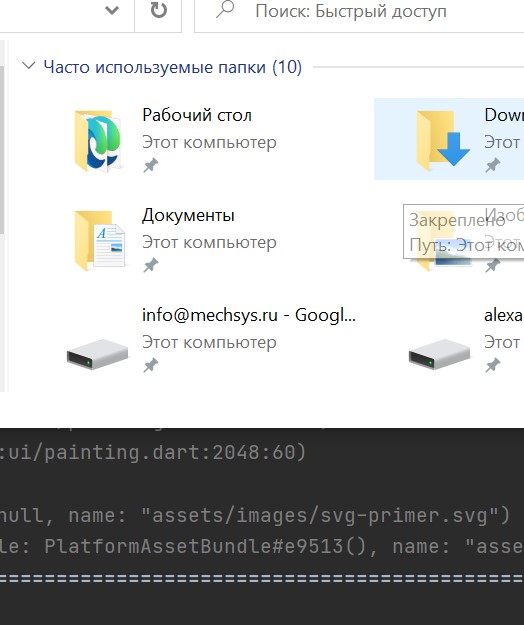 Поиск: Быстрый доступ
Часто используемые папки (10)
Рабочий стол
Этот компьютер
Down
Этот
Документы
Этот компьютер
Изоб
Этот
Закреплено
Путь: Этот ком
info@mechsys.ru - Googl...
Этот компьютер
alexa
Этот
:ui/painting.dart:2048:60)
null, name: "assets/images/svg-primer.svg")
le: PlatformAssetBundle#e9513(), name: "asse